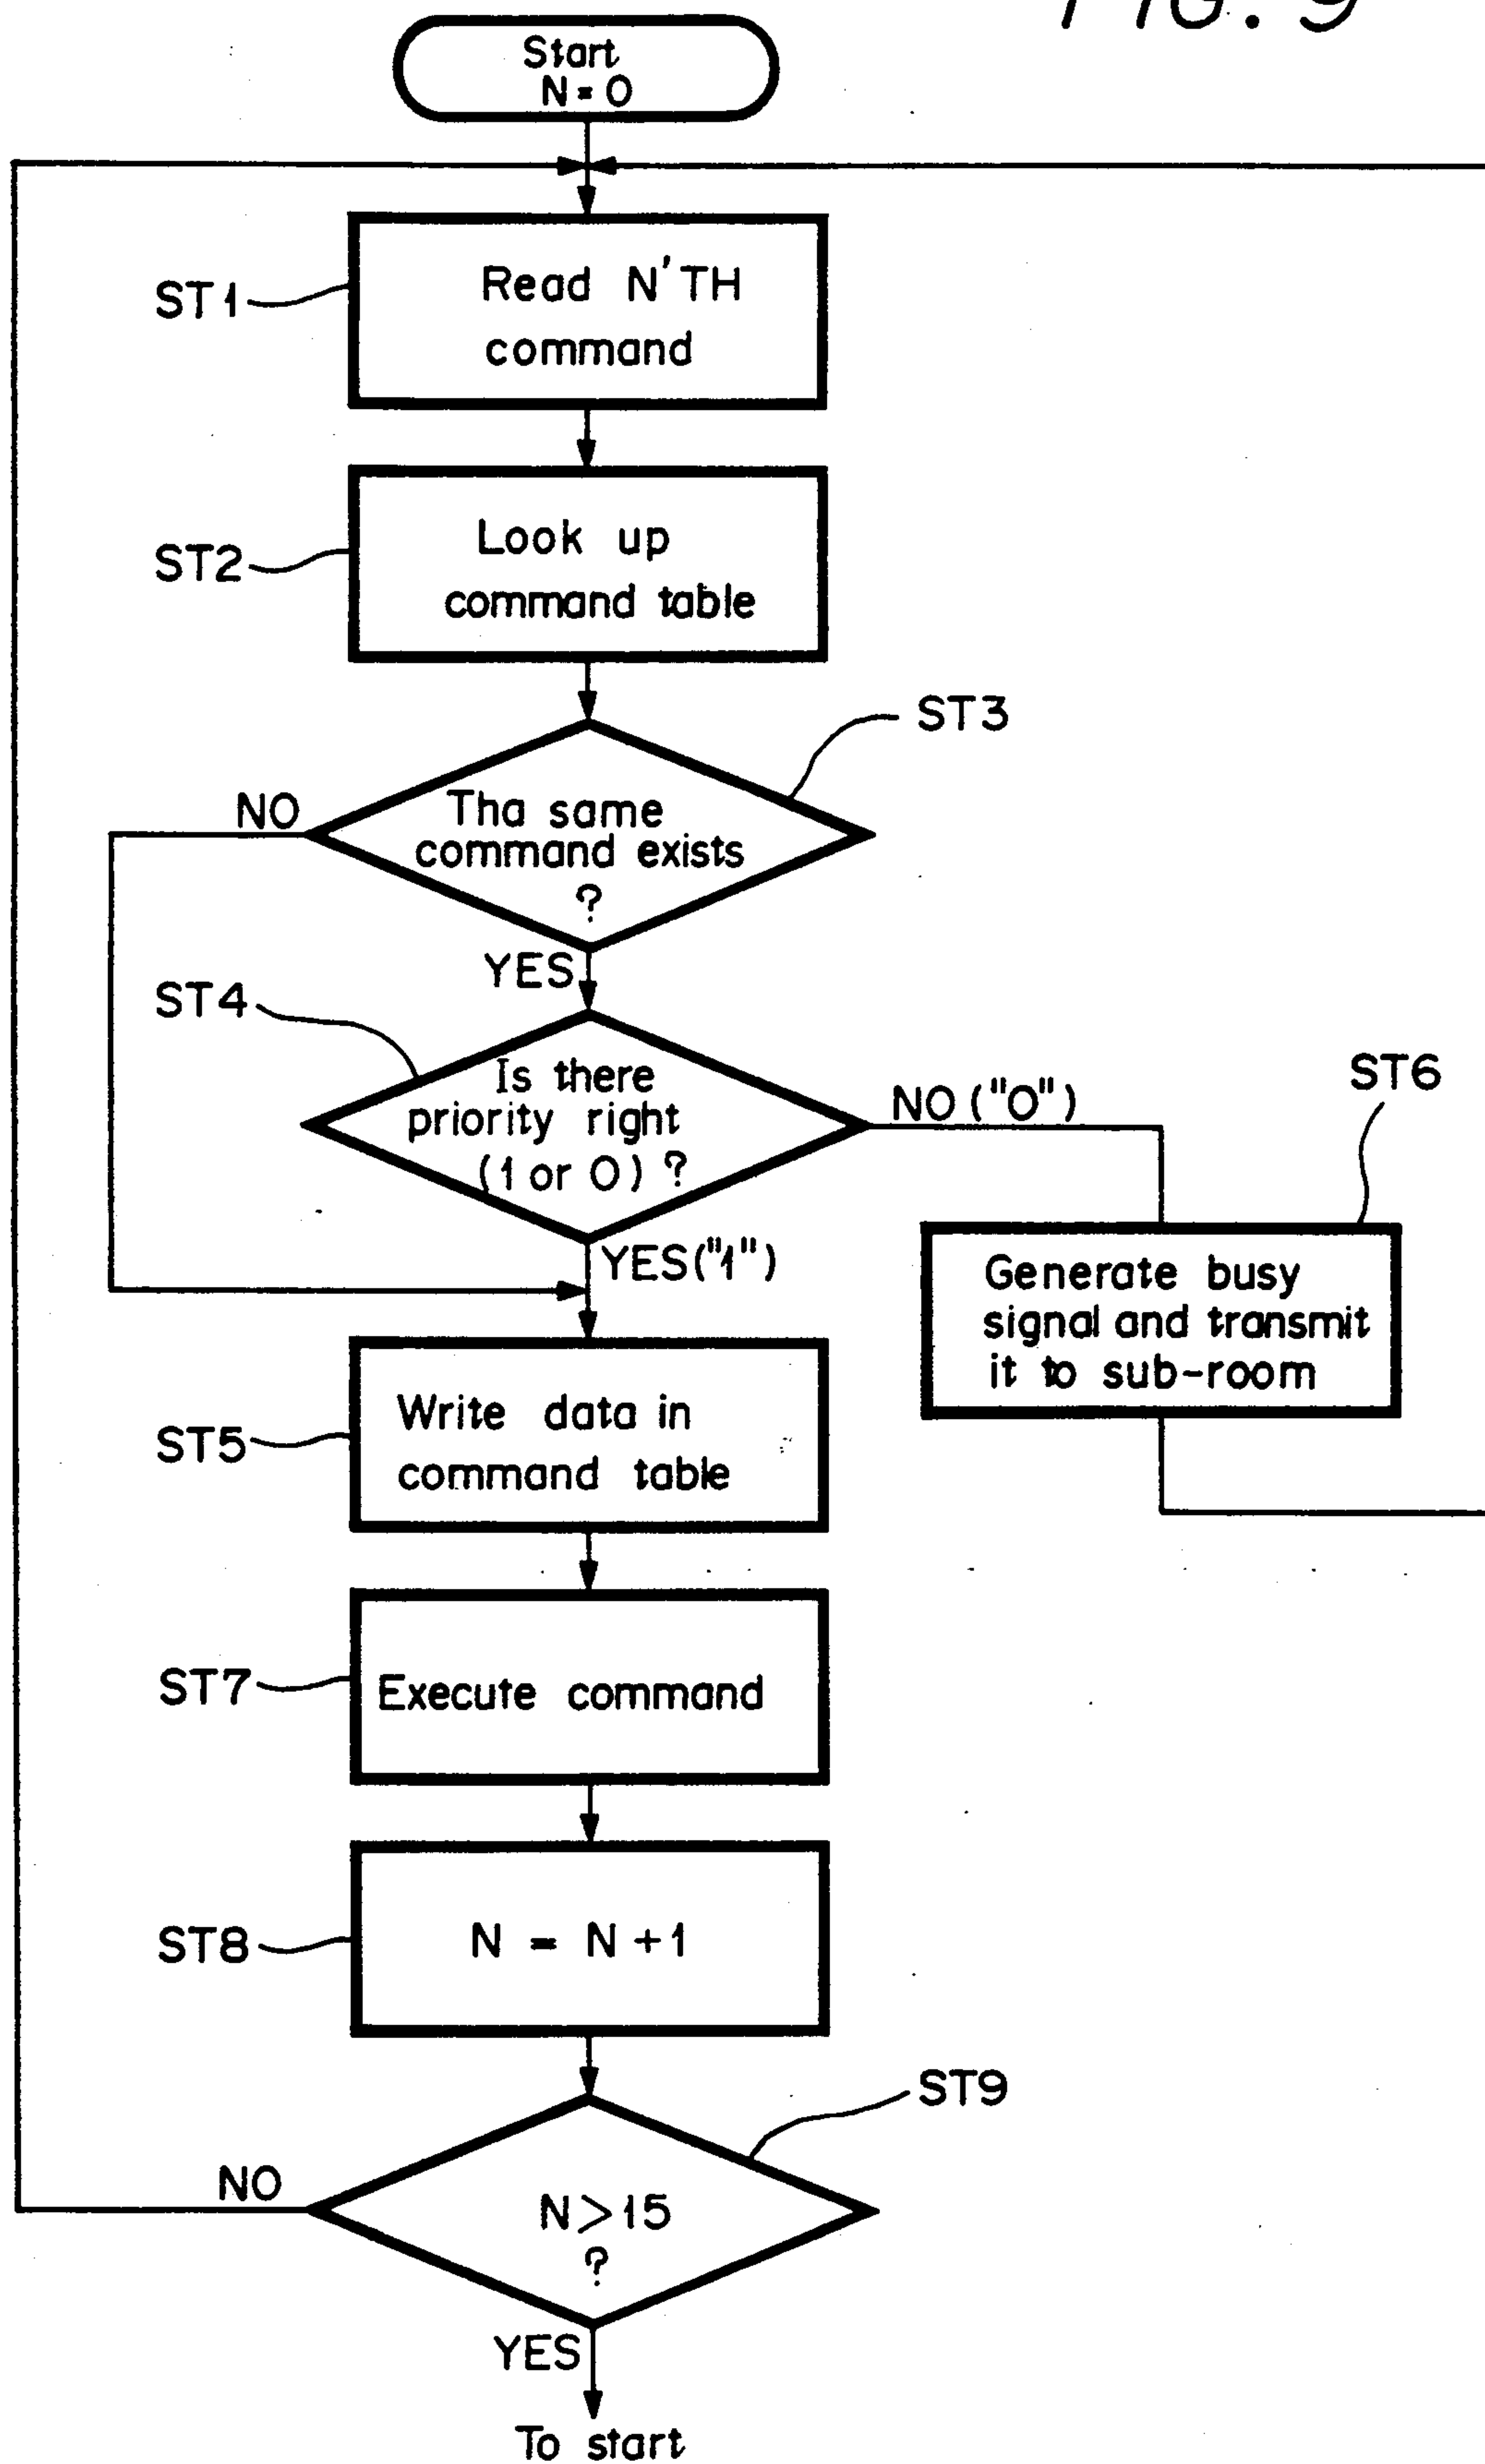 FIG. 9
Start
N=0
ST1
Read N'TH
command
ST2
Look up
command table
ST3
NO
Tha same
command exists
?
YES
ST4
Is there
priority right
(1 or 0) ?
NO ("0")
ST6
YES("1")
Generate busy
signal and transmit
it to sub-room
ST5
Write data in
command table
ST7
Execute command
ST8
N = N+1
ST9
NO
N>15
?
YES
To start